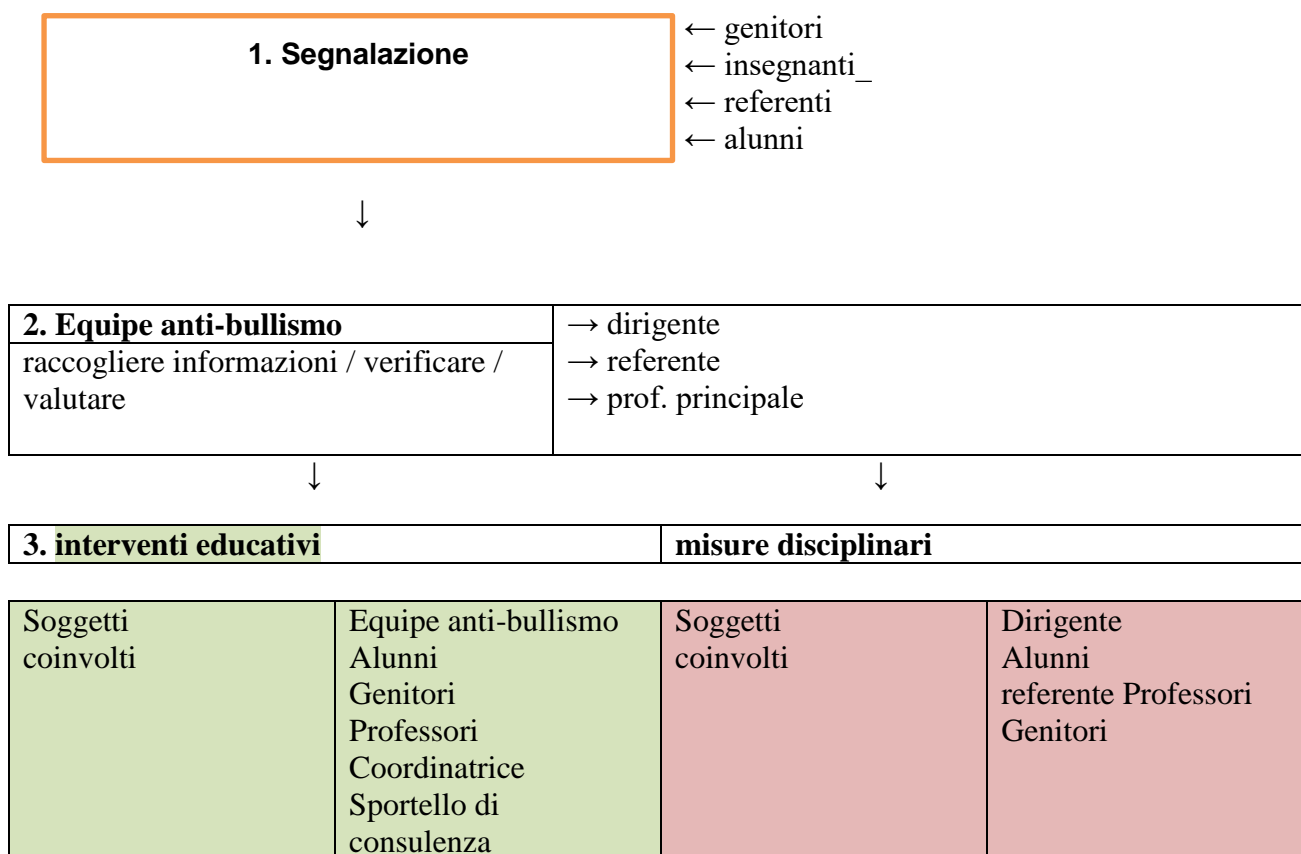 1. Segnalazione
← genitori
← insegnanti_
← referenti
← alunni
↓
2. Equipe anti-bullismo
raccogliere informazioni / verificare /
valutare
→ dirigente
→ referente
→ prof. principale
↓ ↓
3. interventi educativi
misure disciplinari
Soggetti
coinvolti
Equipe anti-bullismo
Alunni
Genitori
Professori
Coordinatrice
Sportello di
consulenza
Soggetti
coinvolti
Dirigente
Alunni
referente Professori
Genitori